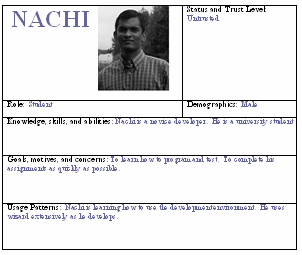 NACHI
Status and Trust Level
Untrusted
Role: Student
Demographics: Male
Knowledge, skills, and abilities: Nachi is a novice developer. He is a university student
Goals, motives, and concerns: To learn how to program and test. To complete his
assignments as quickly as possible.
Usage Patterns: Nachi is learning how to use the development environment. He uses
wizard extensively as he develops.